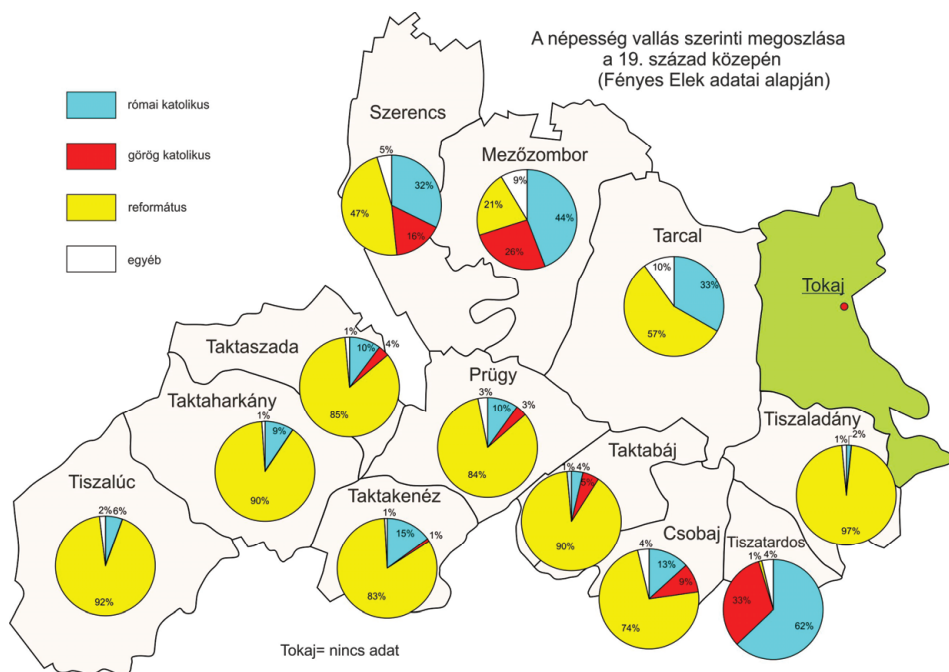 A népesség vallás szerinti megoszlása
a 19. század közepén
(Fényes Elek adatai alapján)
római katolikus
görög katolikus
református
egyéb
Szerencs
5%
32%
47%
16%
Mezőzombor
9%
21%
44%
26%
Tarcal
10%
33%
57%
Tokaj
Taktaszada
1%
10%
4%
85%
Prügy
3%
10%
3%
84%
Taktaharkány
1%
9%
90%
Tiszaladány
1%
2%
97%
Taktabáj
1%
4%
5%
90%
Tiszalúc
2%
6%
92%
Taktakenéz
1%
15%
1%
83%
Csobaj
4%
13%
9%
74%
Tiszatardos
1%
4%
33%
62%
Tokaj= nincs adat